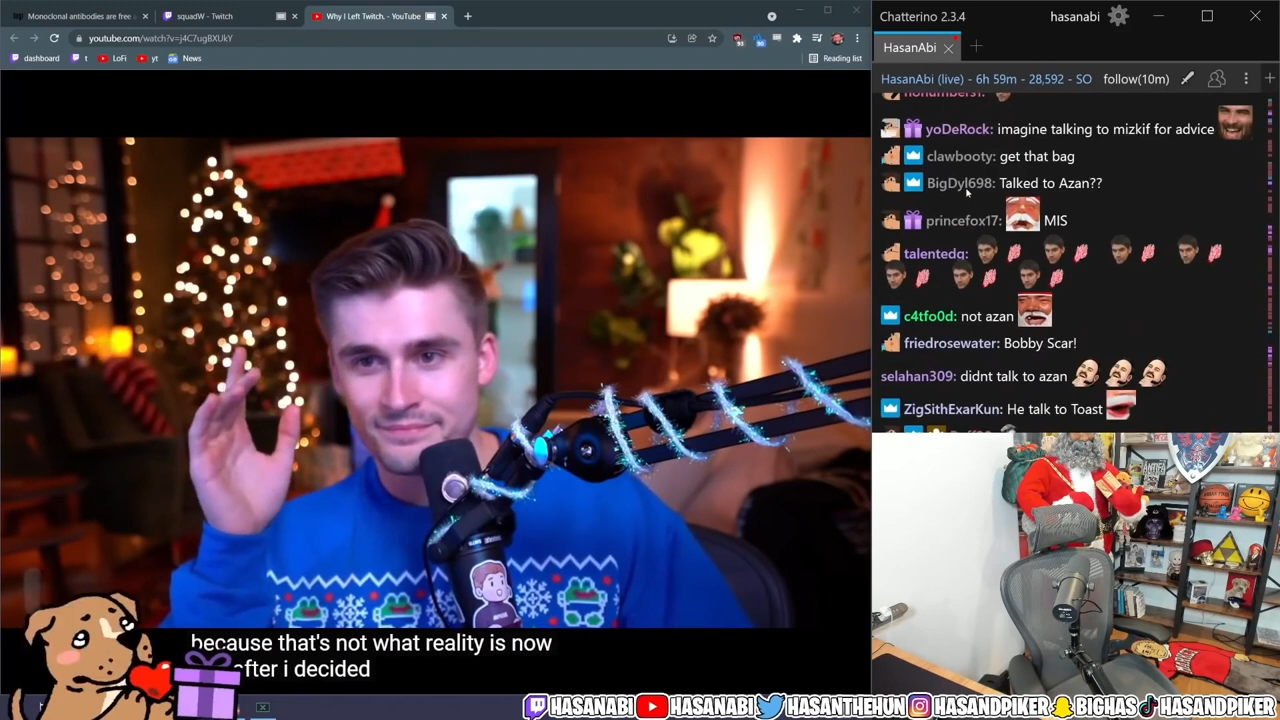 Monoclonal antibodies are free a
squadW - Twitch
Why I Left Twitch. - YouTube
youtube.com/watch?v=j4C7ugBXUkY
dashboard
t
LoFi
yt
News
Reading list
Chatterino 2.3.4
hasanabi
HasanAbi
HasanAbi (live) - 6h 59m - 28,592 - SO
follow(10m)
yoDeRock: imagine talking to mizkif for advice
clawbooty: get that bag
BigDyl698: Talked to Azan??
princefox17: MIS
talentedq:
c4tfo0d: not azan
friedrosewater: Bobby Scar!
selahan309: didnt talk to azan
ZigSithExarKun: He talk to Toast
because that's not what reality is now
after i decided
HASANABI HASANABI HASANTHEHUN HASANDPIKER BIGHAS HASANDPIKER